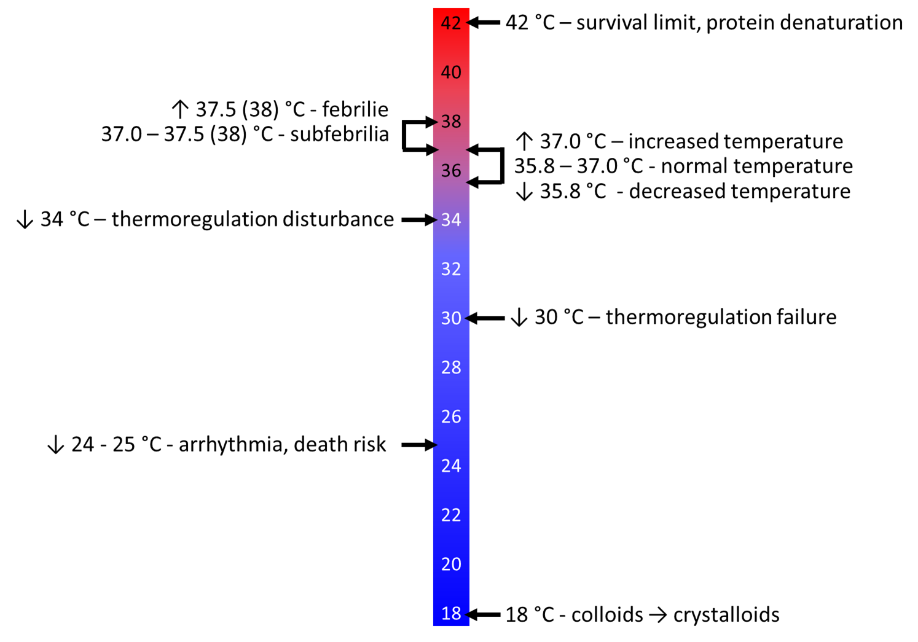 42
42 °C – survival limit, protein denaturation
40
↑ 37.5 (38) °C - febrilie
37.0 – 37.5 (38) °C - subfebrilia
38
↑ 37.0 °C – increased temperature
35.8 – 37.0 °C - normal temperature
↓ 35.8 °C - decreased temperature
36
↓ 34 °C – thermoregulation disturbance
34
32
30
↓ 30 °C – thermoregulation failure
28
26
↓ 24 - 25 °C - arrhythmia, death risk
24
22
20
18
18 °C - colloids → crystalloids